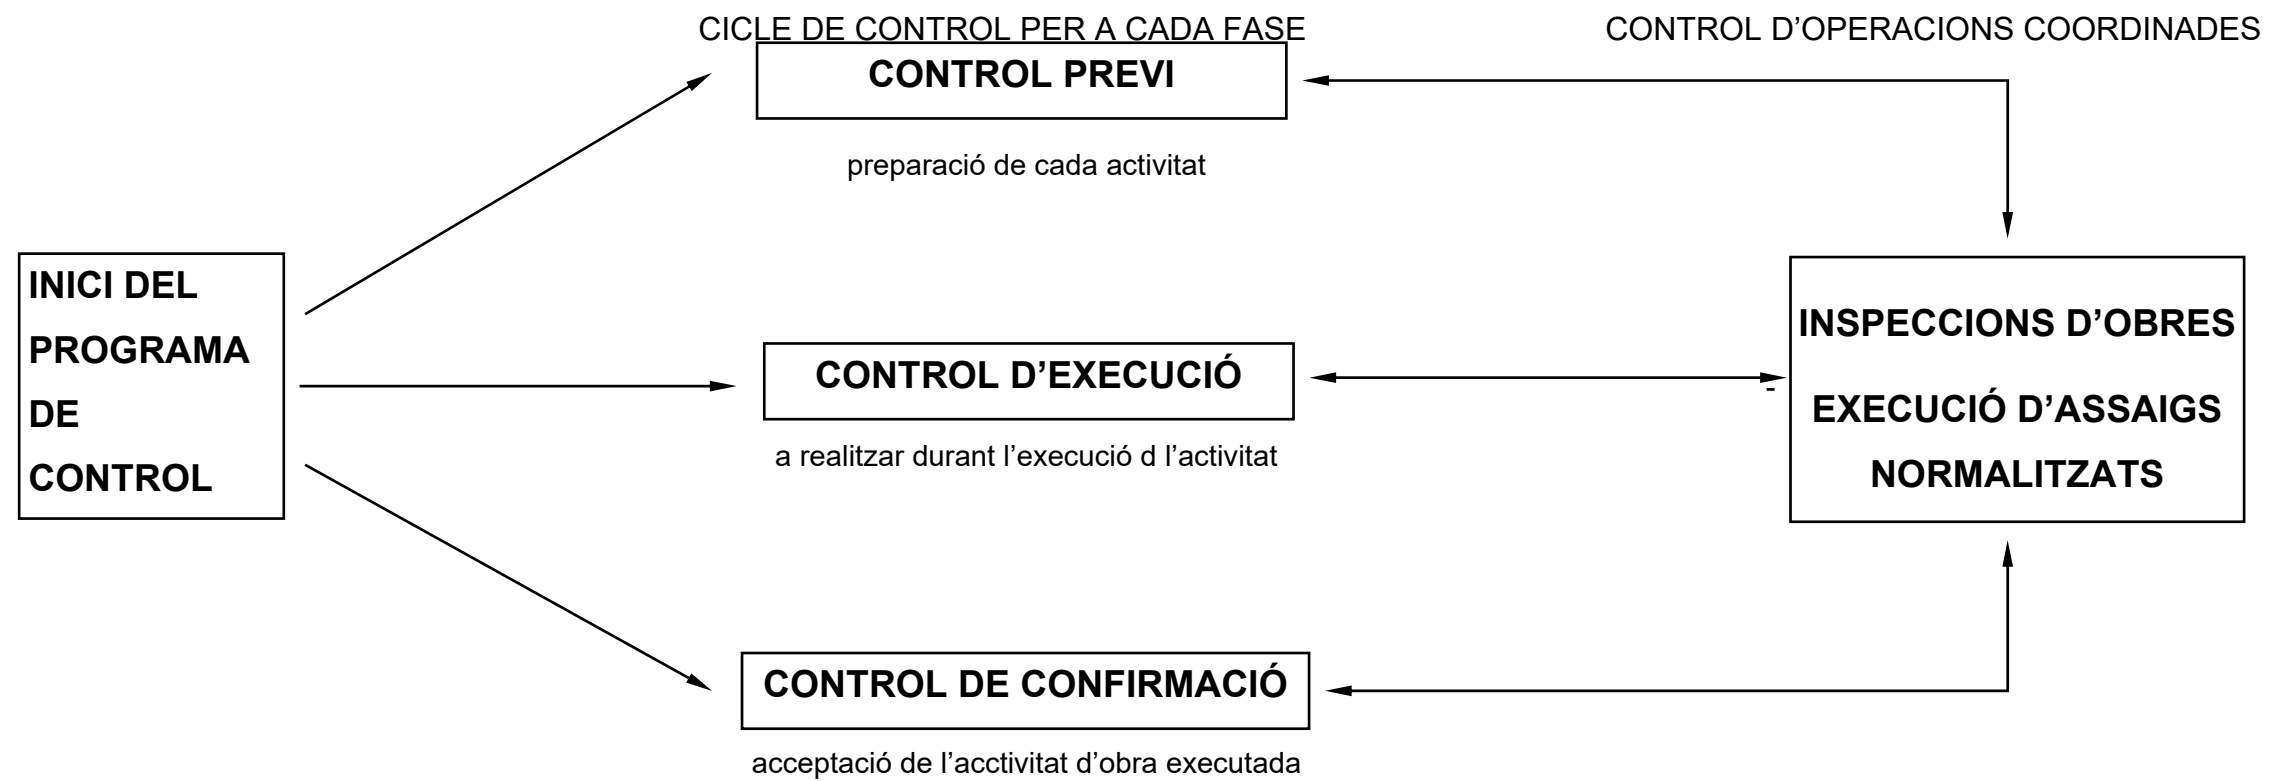 CICLE DE CONTROL PER A CADA FASE
CONTROL D’OPERACIONS COORDINADES
CONTROL PREVI
preparació de cada activitat
INICI DEL
PROGRAMA
DE
CONTROL
CONTROL D’EXECUCIÓ
a realitzar durant l’execució d l’activitat
CONTROL DE CONFIRMACIÓ
acceptació de l’acctivitat d’obra executada
INSPECCIONS D’OBRES
-
EXECUCIÓ D’ASSAIGS
NORMALITZATS